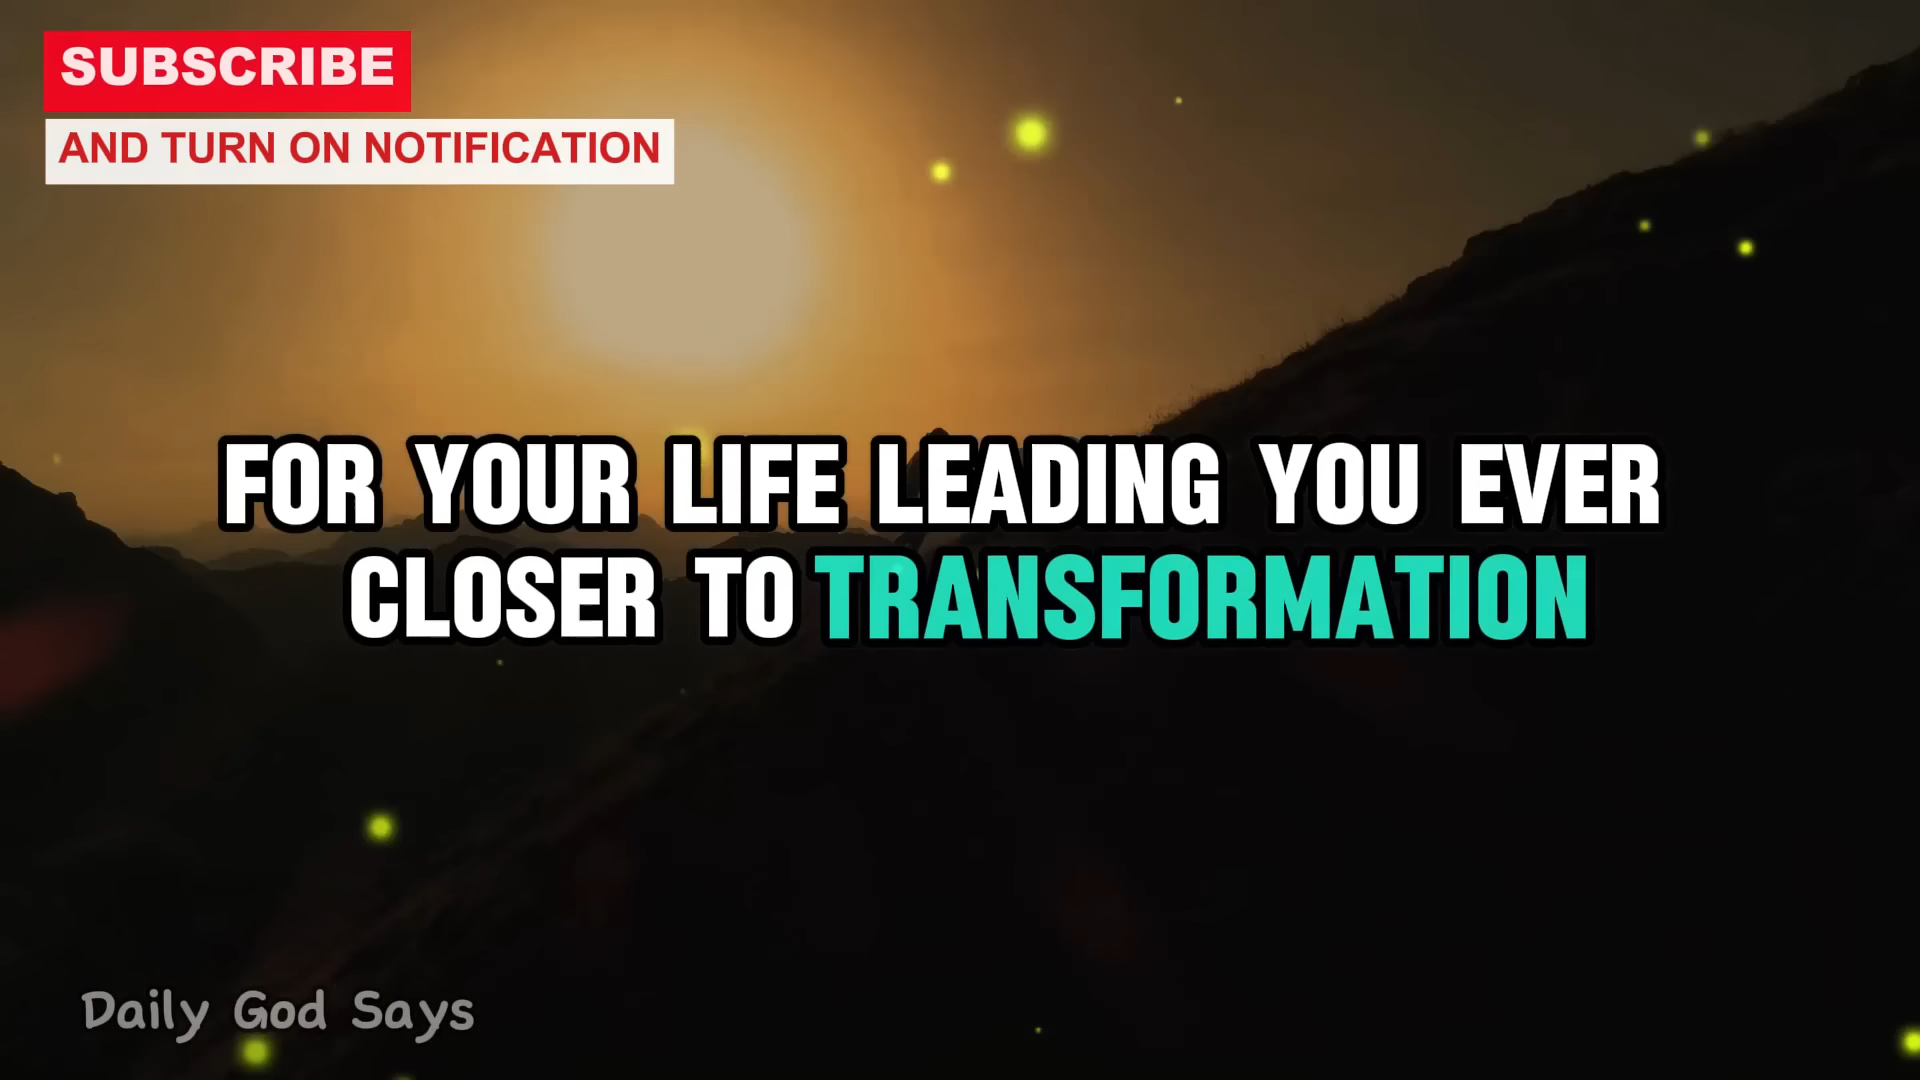 SUBSCRIBE
AND TURN ON NOTIFICATION
FOR YOUR LIFE LEADING YOU EVER
CLOSER TO TRANSFORMATION
Daily God Says